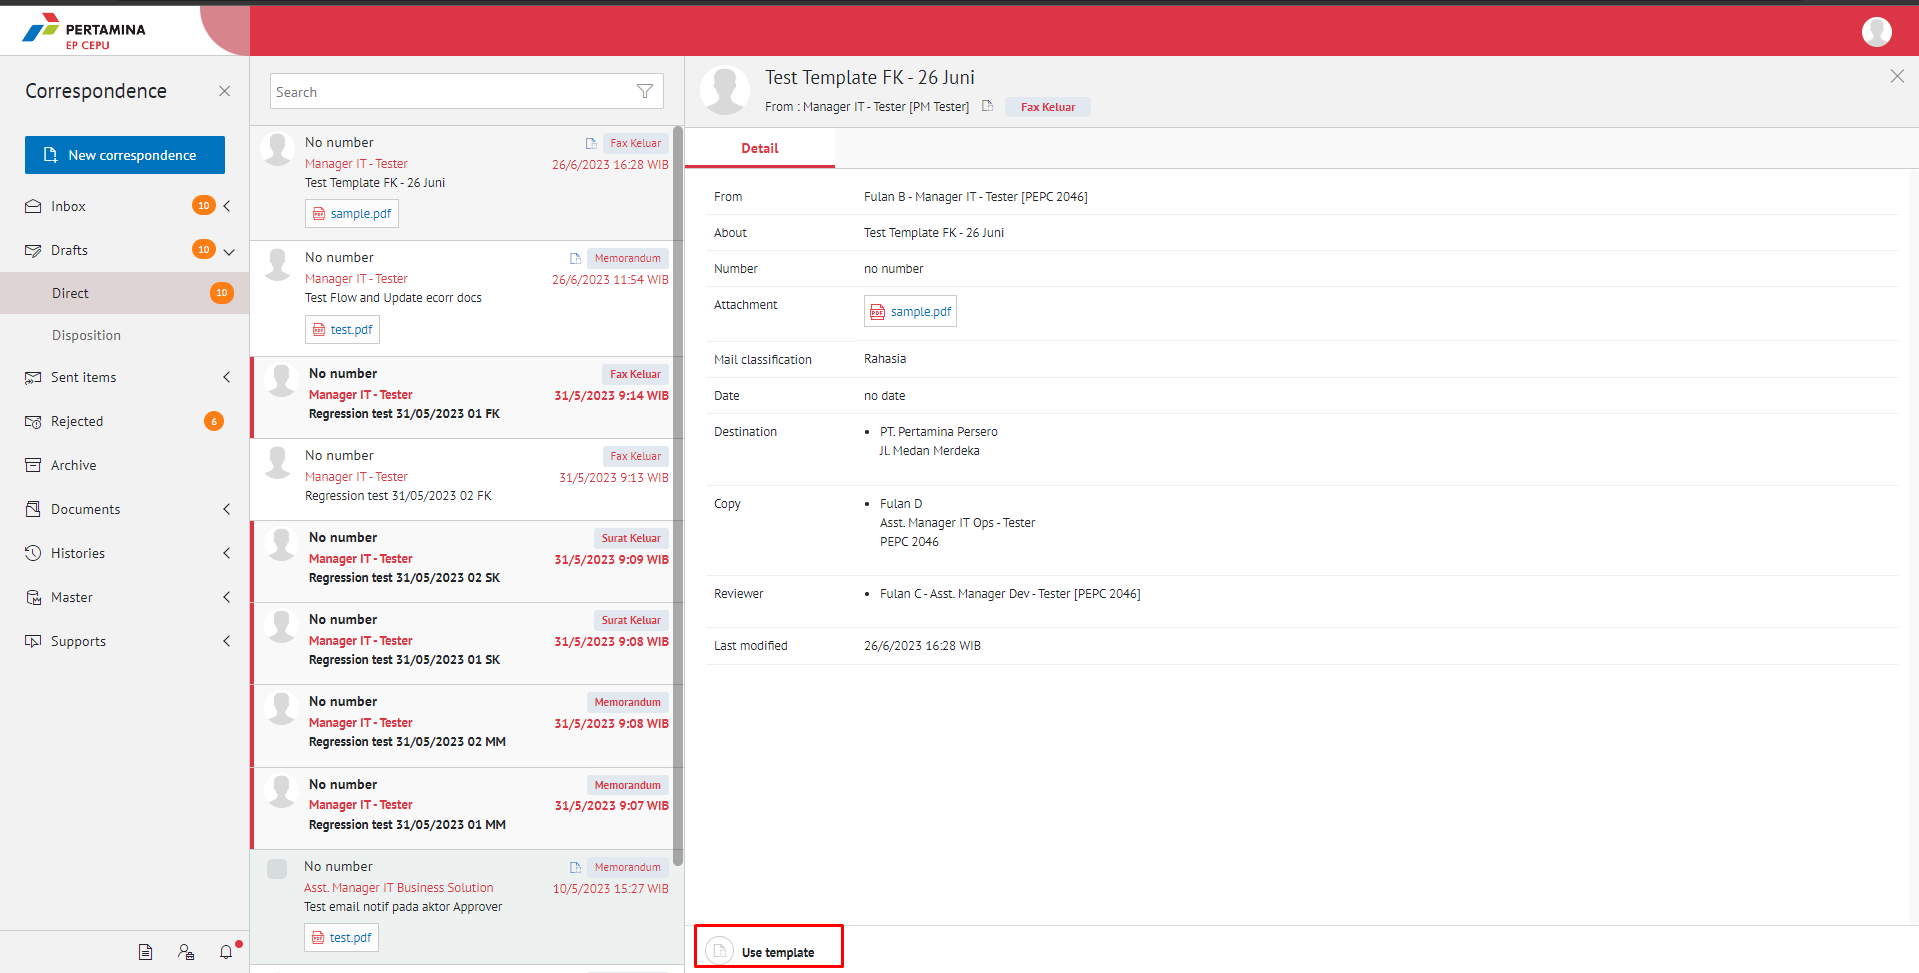 PERTAMINA
EP CEPU
Correspondence
New correspondence
Inbox
10
Drafts
10
Direct
10
Disposition
Sent items
Rejected
6
Archive
Documents
Histories
Master
Supports
Search
No number
Fax Keluar
Manager IT - Tester
26/6/2023 16:28 WIB
Test Template FK - 26 Juni
sample.pdf
No number
Memorandum
Manager IT - Tester
26/6/2023 11:54 WIB
Test Flow and Update ecorr docs
test.pdf
No number
Fax Keluar
Manager IT - Tester
31/5/2023 9:14 WIB
Regression test 31/05/2023 01 FK
No number
Fax Keluar
Manager IT - Tester
31/5/2023 9:13 WIB
Regression test 31/05/2023 02 FK
No number
Surat Keluar
Manager IT - Tester
31/5/2023 9:09 WIB
Regression test 31/05/2023 02 SK
No number
Surat Keluar
Manager IT - Tester
31/5/2023 9:08 WIB
Regression test 31/05/2023 01 SK
No number
Memorandum
Manager IT - Tester
31/5/2023 9:08 WIB
Regression test 31/05/2023 02 MM
No number
Memorandum
Manager IT - Tester
31/5/2023 9:07 WIB
Regression test 31/05/2023 01 MM
No number
Memorandum
Asst. Manager IT Business Solution
10/5/2023 15:27 WIB
Test email notif pada aktor Approver
test.pdf
Test Template FK - 26 Juni
From : Manager IT - Tester [PM Tester]
Fax Keluar
Detail
From
Fulan B - Manager IT - Tester [PEPC 2046]
About
Test Template FK - 26 Juni
Number
no number
Attachment
sample.pdf
Mail classification
Rahasia
Date
no date
Destination
• PT. Pertamina Persero
Jl. Medan Merdeka
Copy
• Fulan D
Asst. Manager IT Ops - Tester
PEPC 2046
Reviewer
• Fulan C - Asst. Manager Dev - Tester [PEPC 2046]
Last modified
26/6/2023 16:28 WIB
Use template